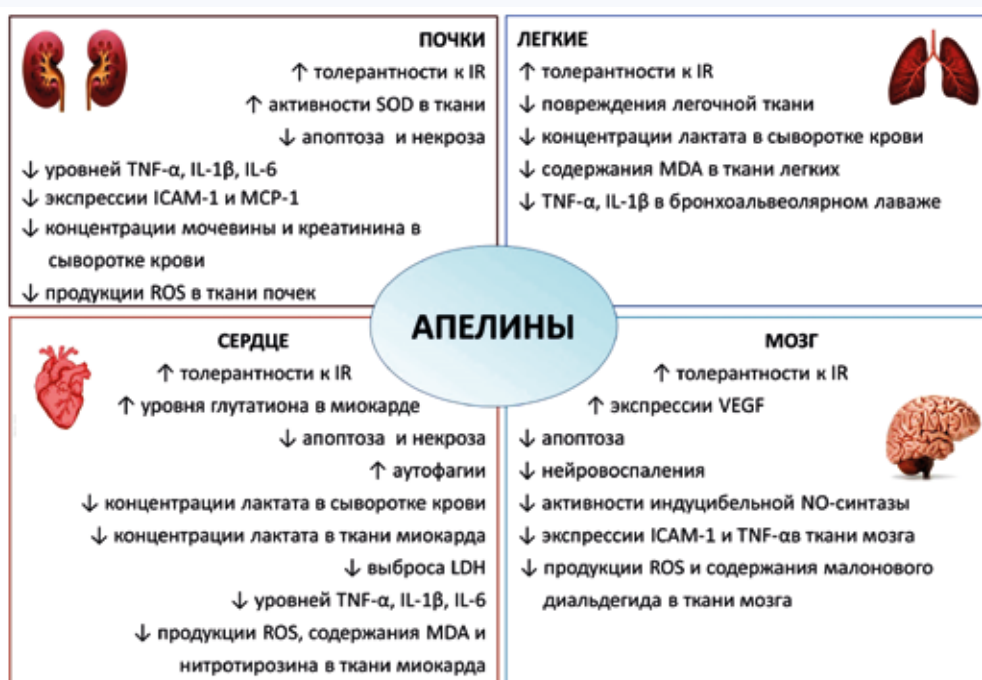 ПОЧКИ
↑ толерантности к IR
↑ активности SOD в ткани
↓ апоптоза и некроза
↓ уровней TNF-α, IL-1β, IL-6
↓ экспрессии ICAM-1 и MCP-1
↓ концентрации мочевины и креатинина в
сыворотке крови
↓ продукции ROS в ткани почек
ЛЕГКИЕ
↑ толерантности к IR
↓ повреждения легочной ткани
↓ концентрации лактата в сыворотке крови
↓ содержания MDA в ткани легких
↓ TNF-α, IL-1β в бронхоальвеолярном лаваже
АПЕЛИНЫ
СЕРДЦЕ
↑ толерантности к IR
↑ уровня глутатиона в миокарде
↓ апоптоза и некроза
↑ аутофагии
↓ концентрации лактата в сыворотке крови
↓ концентрации лактата в ткани миокарда
↓ выброса LDH
↓ уровней TNF-α, IL-1β, IL-6
↓ продукции ROS, содержания MDA и
нитротирозина в ткани миокарда
МОЗГ
↑ толерантности к IR
↑ экспрессии VEGF
↓ апоптоза
↓ нейровоспаления
↓ активности индуцибельной NO-синтазы
↓ экспрессии ICAM-1 и TNF-αв ткани мозга
↓ продукции ROS и содержания малонового
диальдегида в ткани мозга